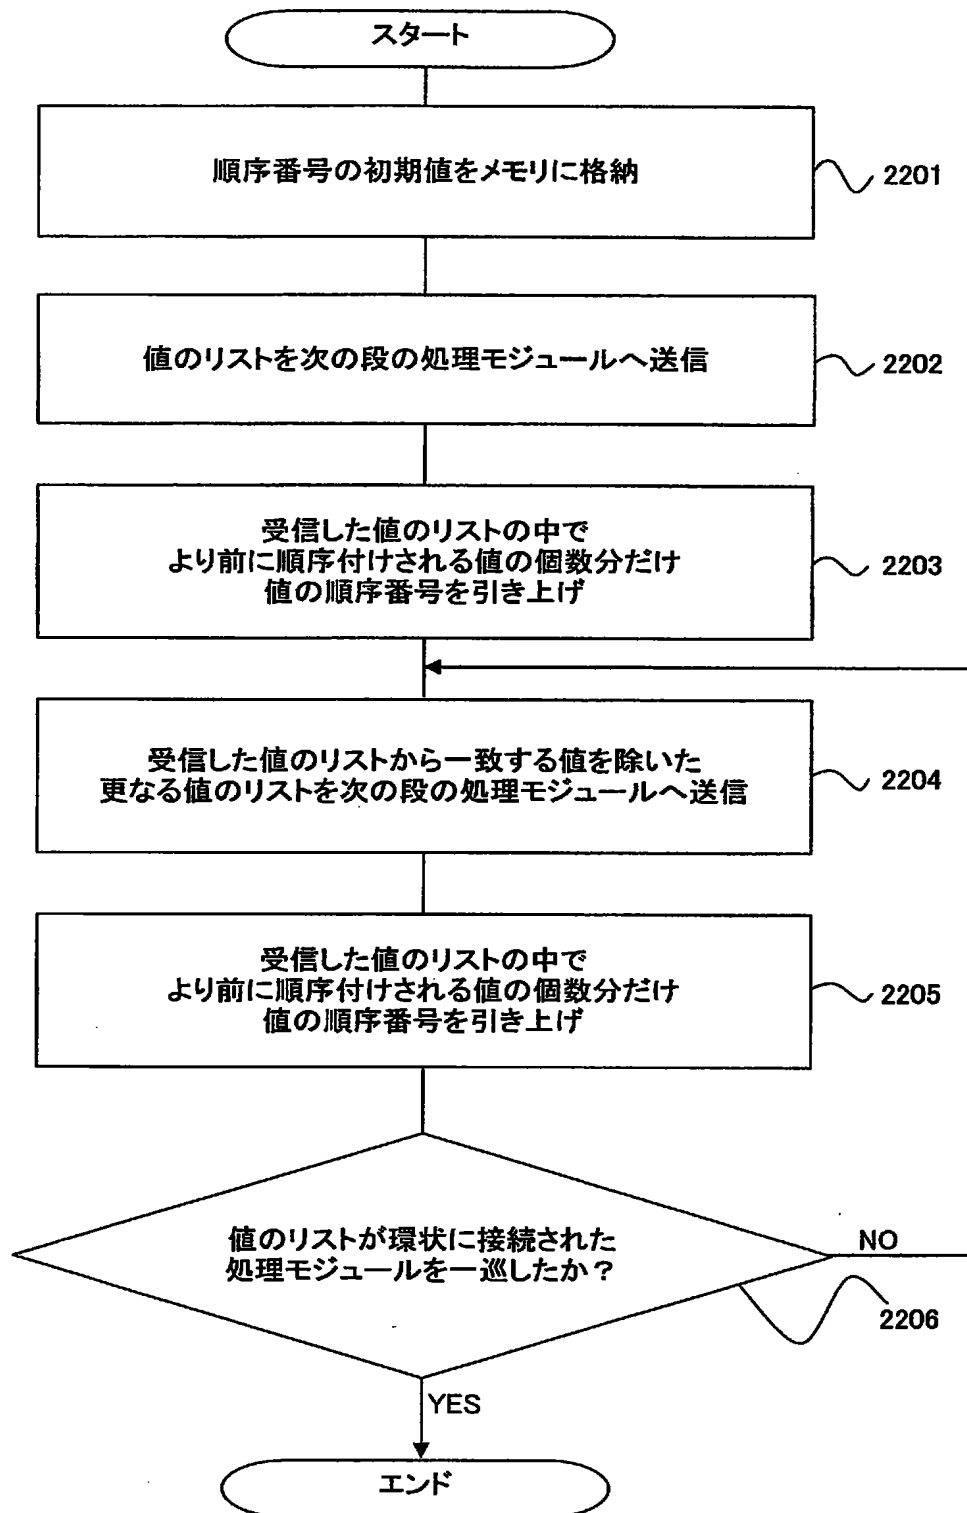 スタート
順序番号の初期値をメモリに格納
2201
値のリストを次の段の処理モジュールへ送信
2202
受信した値のリストの中で
より前に順序付けされる値の個数分だけ
値の順序番号を引き上げ
2203
受信した値のリストから一致する値を除いた
更なる値のリストを次の段の処理モジュールへ送信
2204
受信した値のリストの中で
より前に順序付けされる値の個数分だけ
値の順序番号を引き上げ
2205
値のリストが環状に接続された
処理モジュールを一巡したか？
NO
2206
YES
エンド